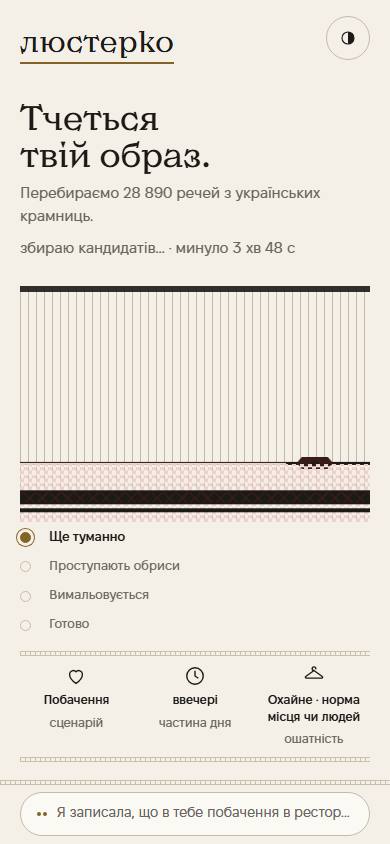 люстерко
Тчеться
твій образ.
Перебираємо 28 890 речей з українських
крамниць.
збираю кандидатів… · минуло 3 хв 48 с
Ще туманно
Проступають обриси
Вимальовується
Готово
Побачення
сценарій
ввечері
частина дня
Охайне · норма
місця чи людей
ошатність
Я записала, що в тебе побачення в рестор…